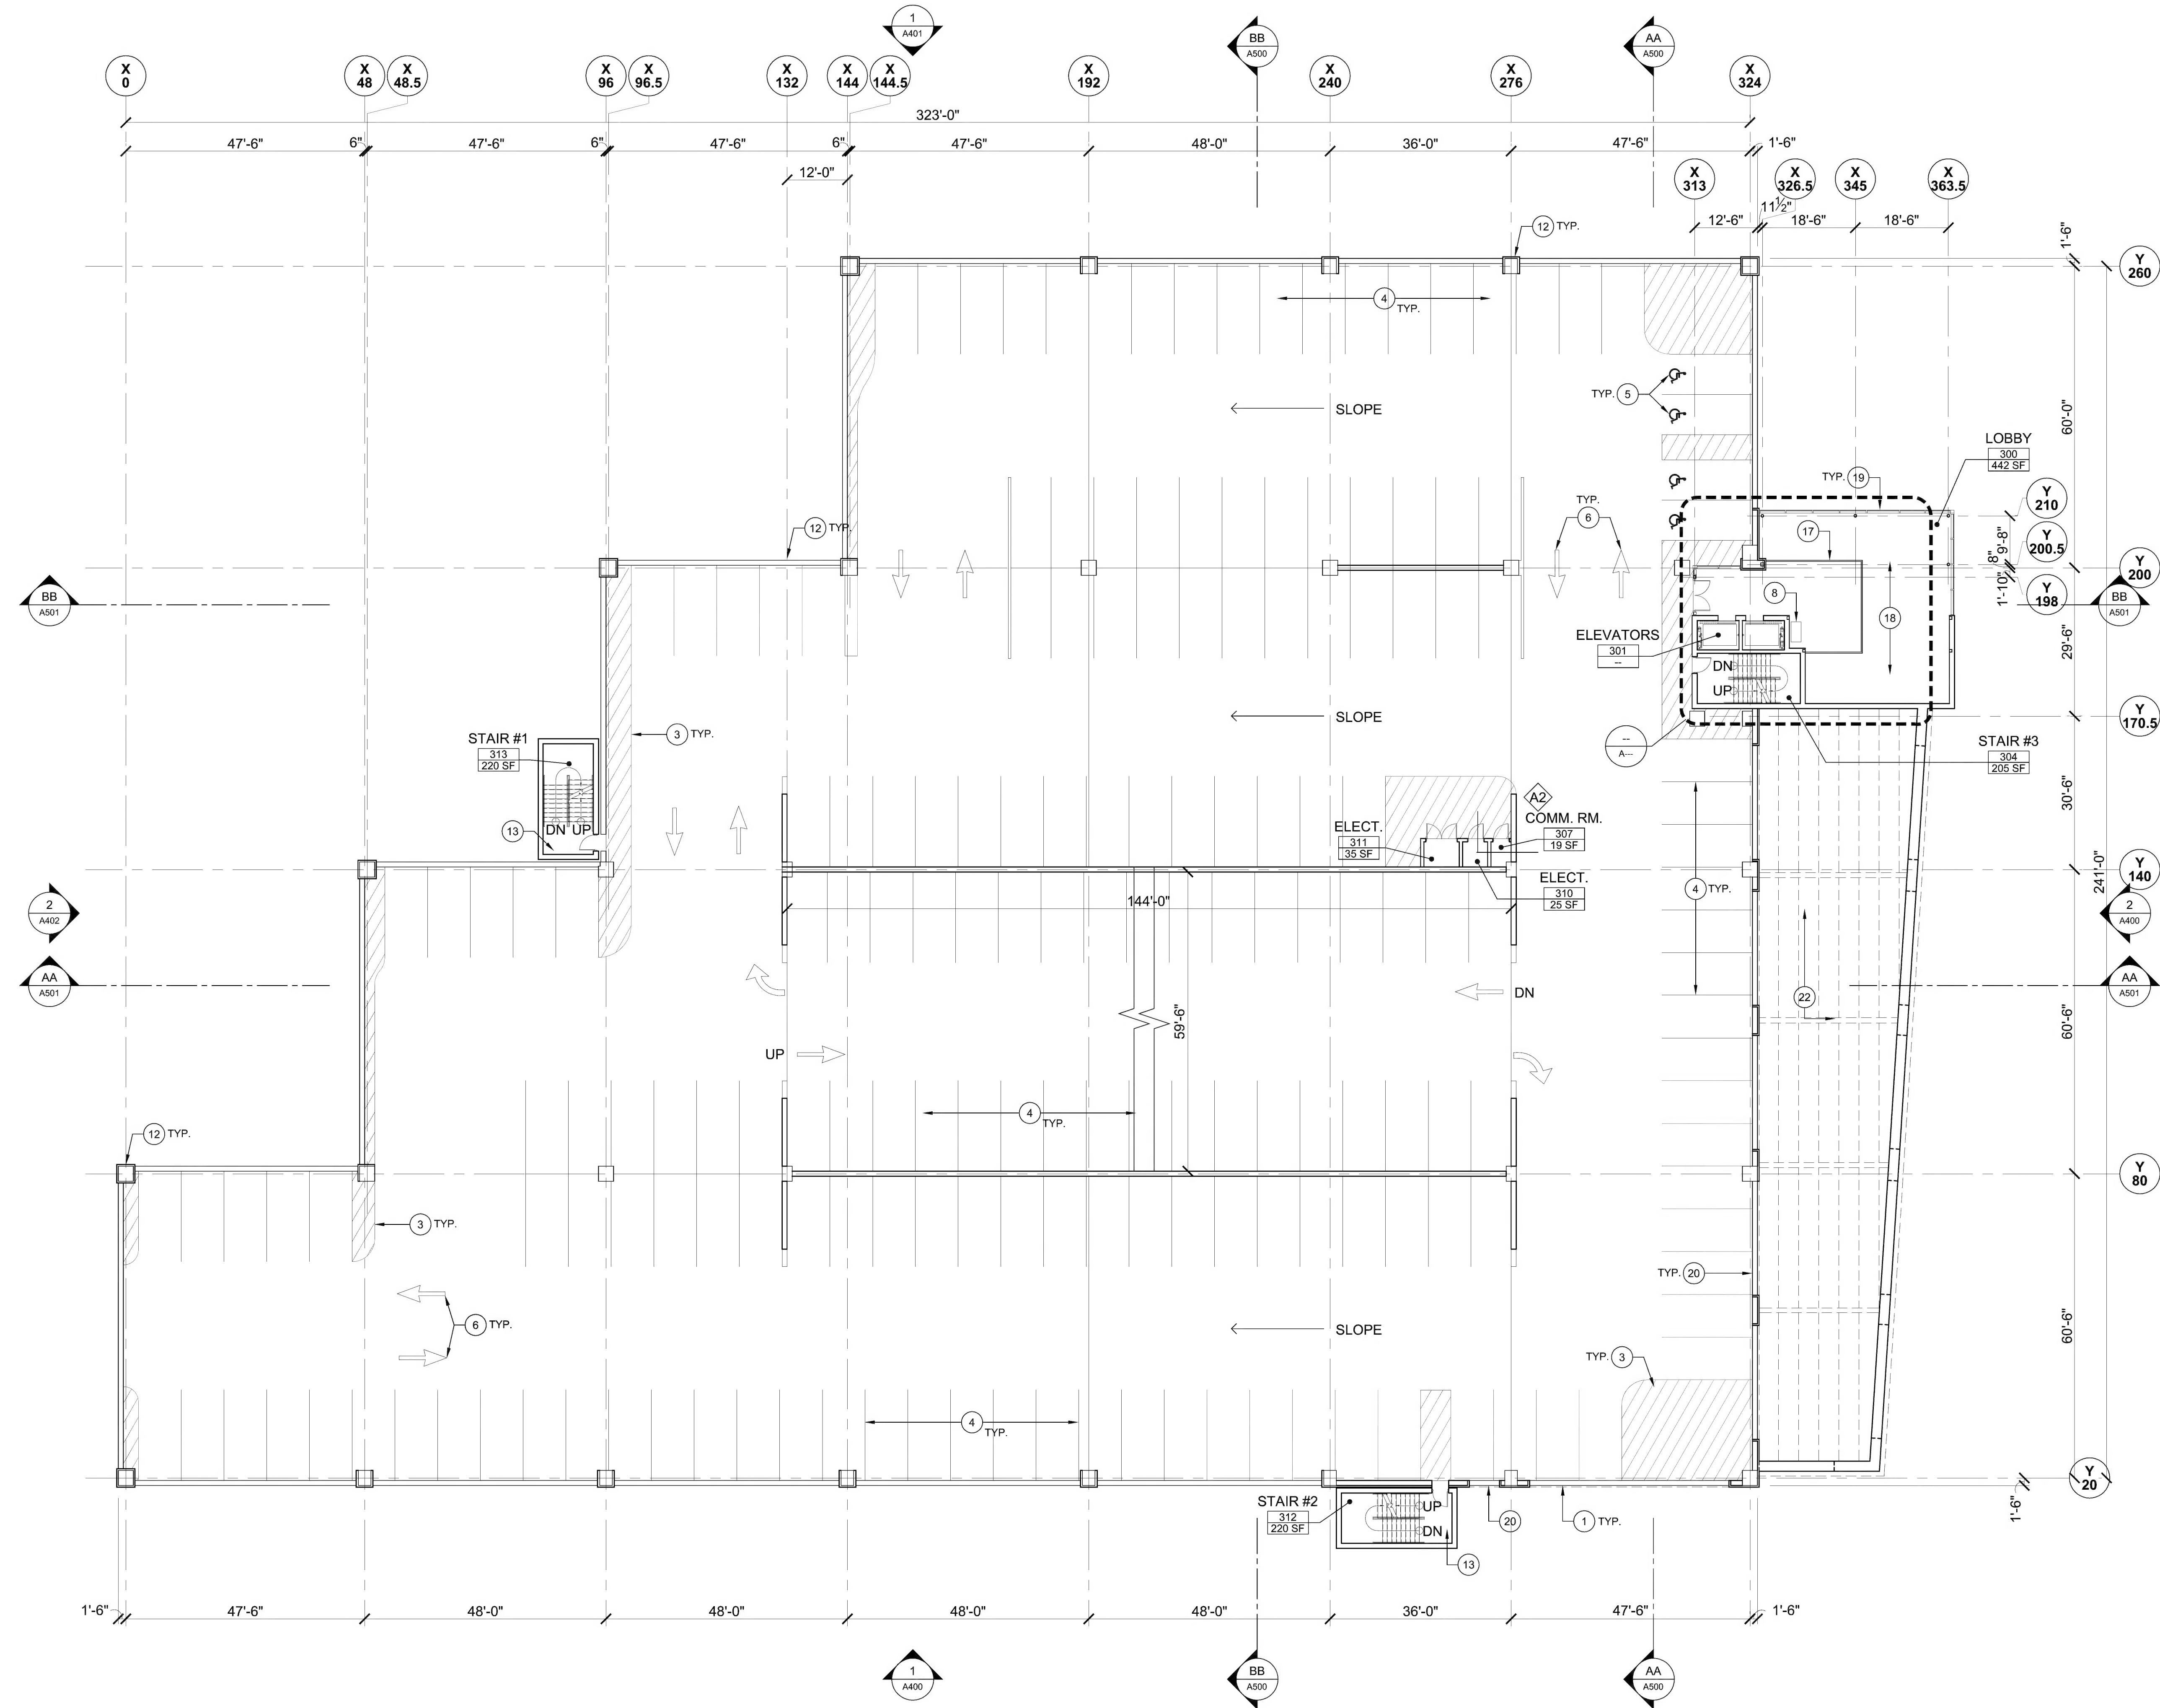 1
A401
BB
A500
AA
A500
X
0
X
48
X
48.5
X
96
X
96.5
X
132
X
144
X
144.5
X
192
X
240
X
276
X
324
323'-0"
47'-6"
6"
47'-6"
6"
47'-6"
6"
47'-6"
48'-0"
36'-0"
47'-6"
1'-6"
12'-0"
X
313
X
326.5
X
345
X
363.5
11½"
12'-6"
18'-6"
18'-6"
12 TYP.
1'-6"
Y
260
4
TYP.
TYP. 5
SLOPE
60'-0"
LOBBY
300
442 SF
TYP. 19
Y
210
TYP.
6
12 TYP.
17
9'-8"
8"
Y
200.5
Y
200
1'-10"
Y
198
BB
A501
BB
A501
8
18
ELEVATORS
301
--
29'-6"
DN
UP
SLOPE
Y
170.5
3 TYP.
STAIR #1
313
220 SF
--
A---
STAIR #3
304
205 SF
30'-6"
A2
COMM. RM.
307
19 SF
ELECT.
311
35 SF
13
DN UP
ELECT.
310
25 SF
4 TYP.
Y
140
241'-0"
144'-0"
2
A402
2
A400
AA
A501
AA
A501
DN
22
59'-6"
60'-6"
UP
4
TYP.
12 TYP.
Y
80
3 TYP.
TYP. 20
6 TYP.
SLOPE
60'-6"
TYP. 3
4
TYP.
Y
20
STAIR #2
312
220 SF
UP
DN
20
1 TYP.
1'-6"
13
1'-6"
47'-6"
48'-0"
48'-0"
48'-0"
48'-0"
36'-0"
47'-6"
1'-6"
1
A400
BB
A500
AA
A500